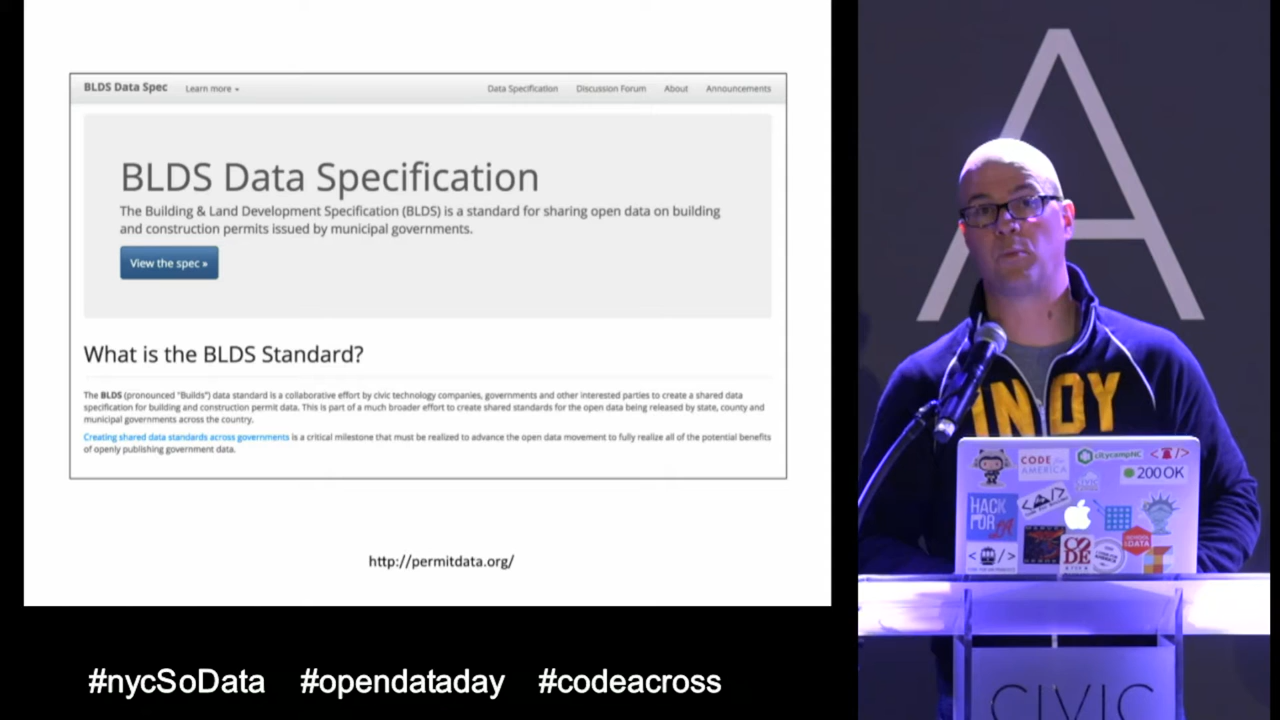 BLDS Data Spec
Learn more
Data Specification
Discussion Forum
About
Announcements
BLDS Data Specification
The Building & Land Development Specification (BLDS) is a standard for sharing open data on building
and construction permits issued by municipal governments.
View the spec »
What is the BLDS Standard?
The BLDS (pronounced "Builds") data standard is a collaborative effort by civic technology companies, governments and other interested parties to create a shared data
specification for building and construction permit data. This is part of a much broader effort to create shared standards for the open data being released by state, county and
municipal governments across the country.
Creating shared data standards across governments is a critical milestone that must be realized to advance the open data movement to fully realize all of the potential benefits
of openly publishing government data.
http://permitdata.org/
#nycSoData #opendataday #codeacross
A
INDY
CODE for
AMERICA
citycampNC
200 OK
HACK
FOR LA
CODE
CIVIC